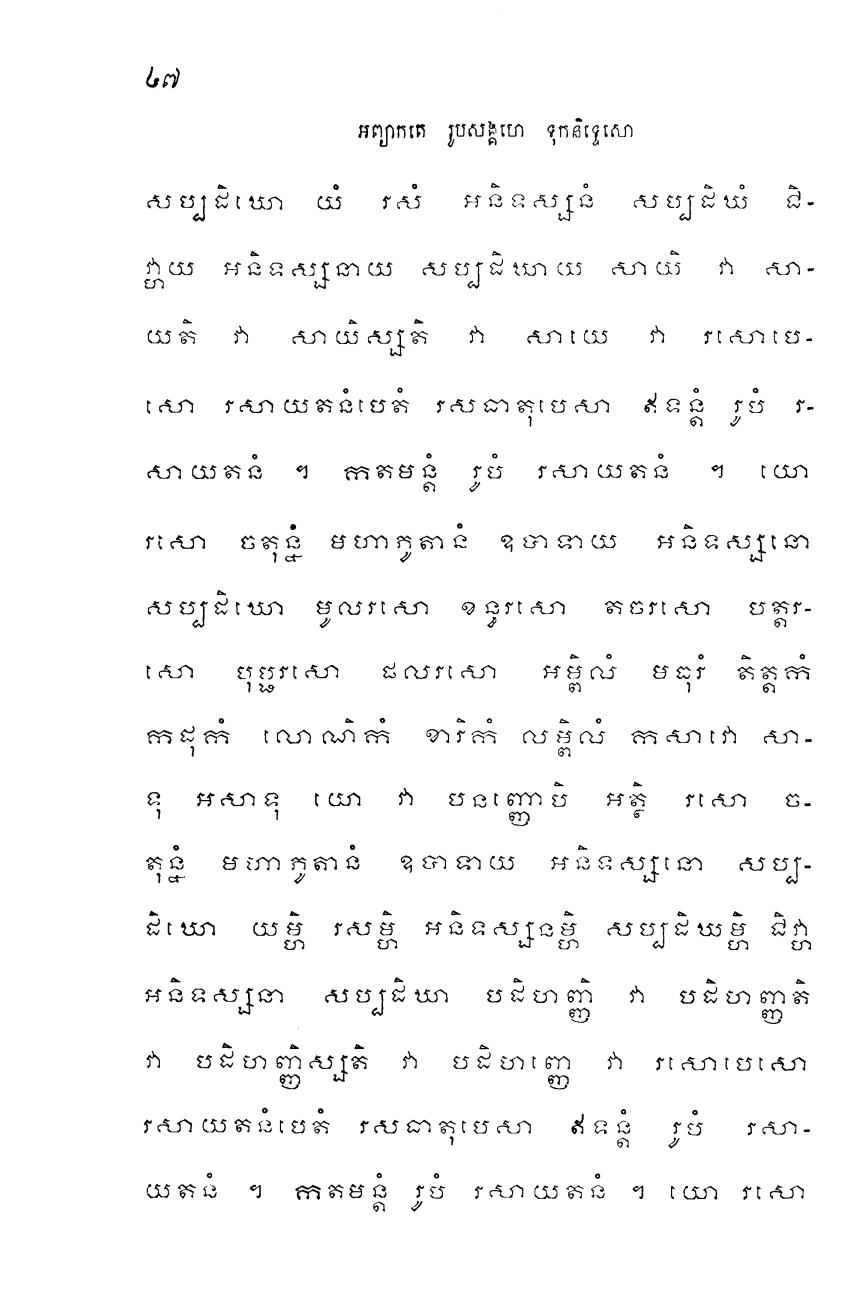 ៤៧
អព្យាកតេ រូបសង្គហេ ទុកនិទ្ទេសោ
សប្បដិឃោ យំ រសំ អនិទស្សនំ សប្បដិឃំ ជិ-
វ្ហាយ អនិទស្សនាយ សប្បដិឃាយ សាយិ វា សា-
យតិ វា សាយិស្សតិ វា សាយេ វា រសោបេ-
សោ រសាយតនំបេតំ រសធាតុបេសា ឥទន្តំ រូបំ រ-
សាយតនំ ។ កតមន្តំ រូបំ រសាយតនំ ។ យោ
រសោ ចតុន្នំ មហាភូតានំ ឧបាទាយ អនិទស្សនោ
សប្បដិឃោ មូលរសោ ខន្ធរសោ តចរសោ បត្តរ-
សោ បុប្ផរសោ ផលរសោ អម្ពិលំ មធុរំ តិត្តកំ
កដុកំ លោណិកំ ខារិកំ លម្ពិលំ កសាវោ សា-
ទុ អសាទុ យោ វា បនញ្ញោបិ អត្ថិ រសោ ច-
តុន្នំ មហាភូតានំ ឧបាទាយ អនិទស្សនោ សប្ប-
ដិឃោ យម្ហិ រសម្ហិ អនិទស្សនម្ហិ សប្បដិឃម្ហិ ជិវ្ហា
អនិទស្សនា សប្បដិឃា បដិហញ្ញិ វា បដិហញ្ញតិ
វា បដិហញ្ញិស្សតិ វា បដិហញ្ញេ វា រសោបេសោ
រសាយតនំបេតំ រសធាតុបេសា ឥទន្តំ រូបំ រសា-
យតនំ ។ កតមន្តំ រូបំ រសាយតនំ ។ យោ រសោ